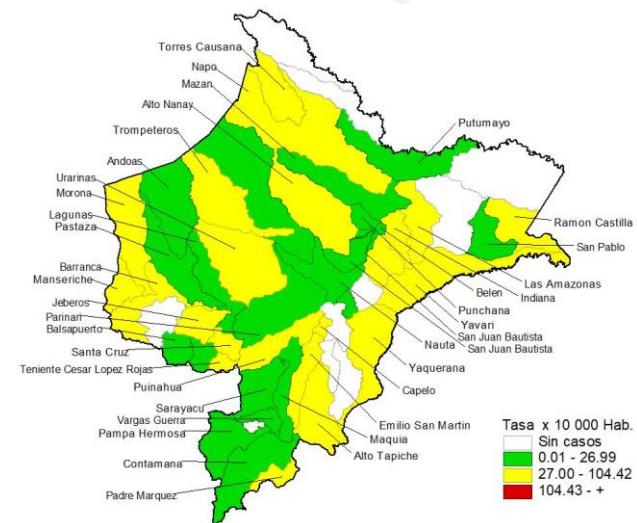 Torres Causana
Napo
Mazan
Alto Nanay
Trompeteros
Andoas
Urarinas
Morona
Lagunas
Pastaza
Barranca
Manseriche
Jeberos
Parinari
Balsapuerto
Santa Cruz
Teniente Cesar Lopez Rojas
Puinahua
Sarayacu
Vargas Guerra
Pampa Hermosa
Contamana
Padre Marquez
Putumayo
Ramon Castilla
San Pablo
Las Amazonas
Indiana
Belen
Punchana
Yavari
San Juan Bautista
San Juan Bautista
Nauta
Yaquerana
Capelo
Emilio San Martin
Maquia
Alto Tapiche
Tasa x 10 000 Hab.
Sin casos
0.01 - 26.99
27.00 - 104.42
104.43 - +